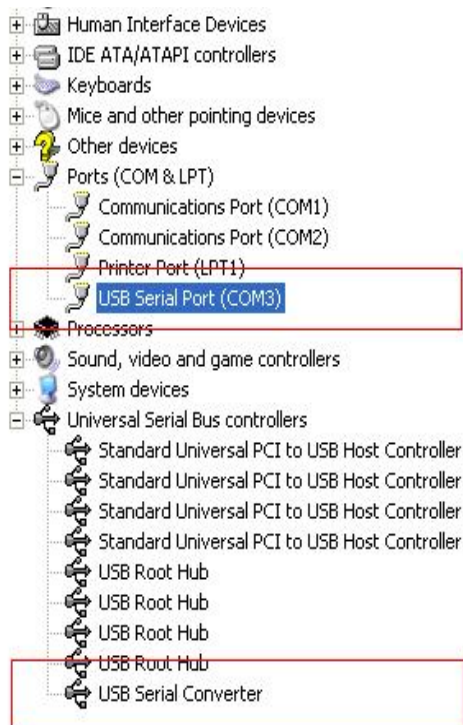 Human Interface Devices
IDE ATA/ATAPI controllers
Keyboards
Mice and other pointing devices
Other devices
Ports (COM & LPT)
Communications Port (COM1)
Communications Port (COM2)
Printer Port (LPT1)
USB Serial Port (COM3)
Processors
Sound, video and game controllers
System devices
Universal Serial Bus controllers
Standard Universal PCI to USB Host Controller
Standard Universal PCI to USB Host Controller
Standard Universal PCI to USB Host Controller
Standard Universal PCI to USB Host Controller
USB Root Hub
USB Root Hub
USB Root Hub
USB Root Hub
USB Serial Converter